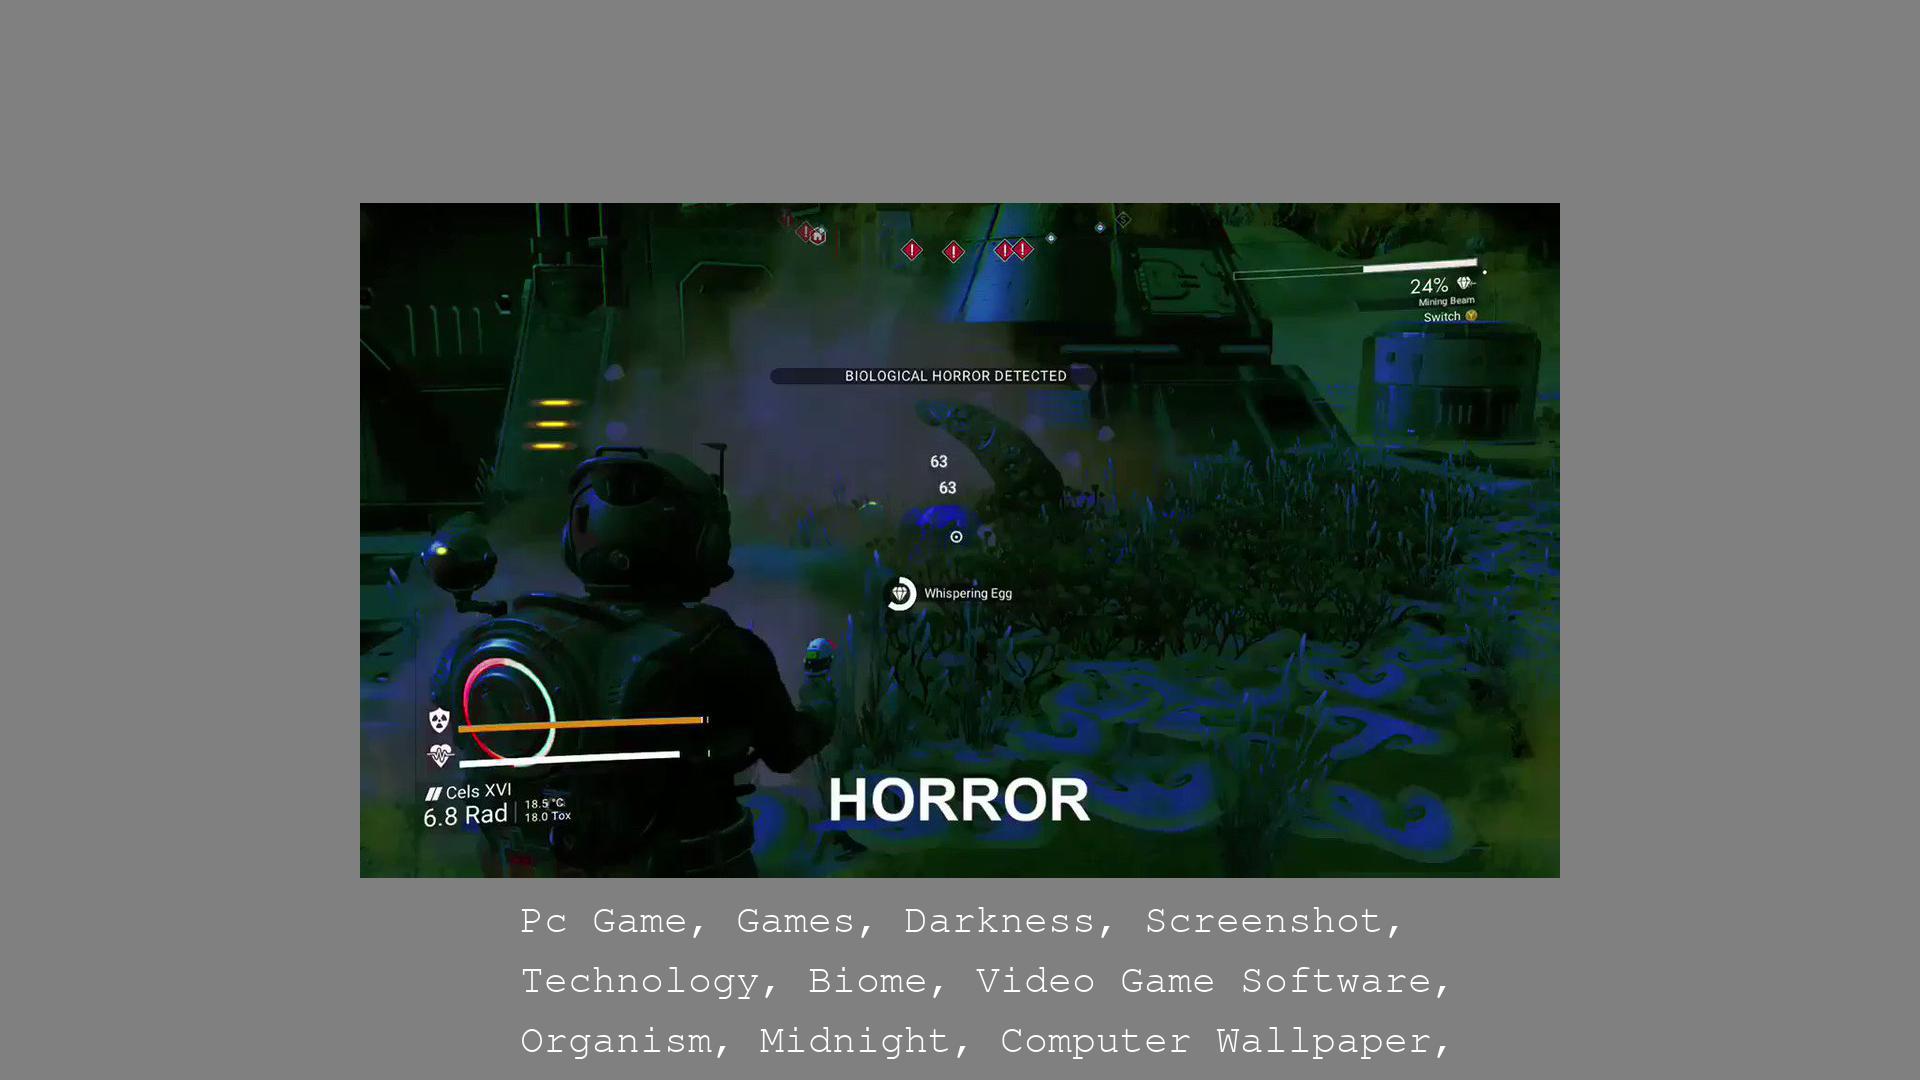 24%
Mining Beam
Switch Y
BIOLOGICAL HORROR DETECTED
63
63
Whispering Egg
Cels XVI
6.8 Rad
18.5 °C
18.0 Tox
HORROR
Pc Game, Games, Darkness, Screenshot,
Technology, Biome, Video Game Software,
Organism, Midnight, Computer Wallpaper,